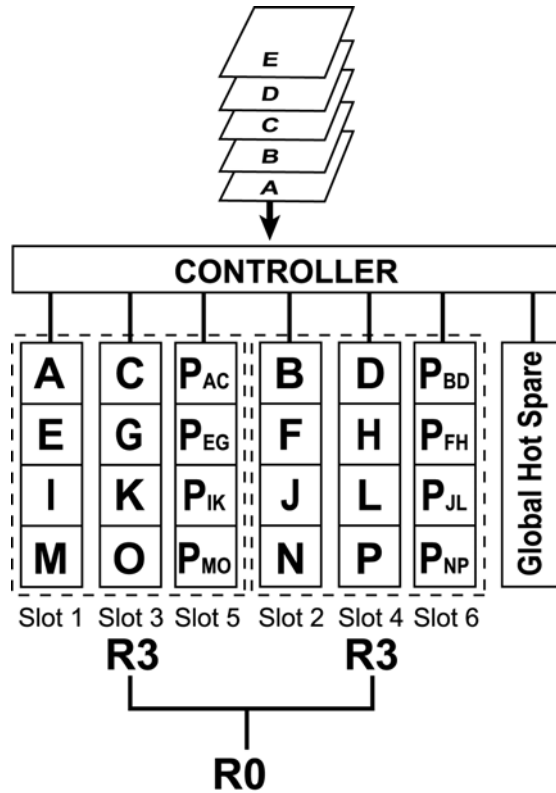 E
D
C
B
A
CONTROLLER
A C PAC B D PBD
E G PEG F H PFH
I K PIK J L PJL
M O PMO N P PNP
Global Hot Spare
Slot 1 Slot 3 Slot 5 Slot 2 Slot 4 Slot 6
R3 R3
R0